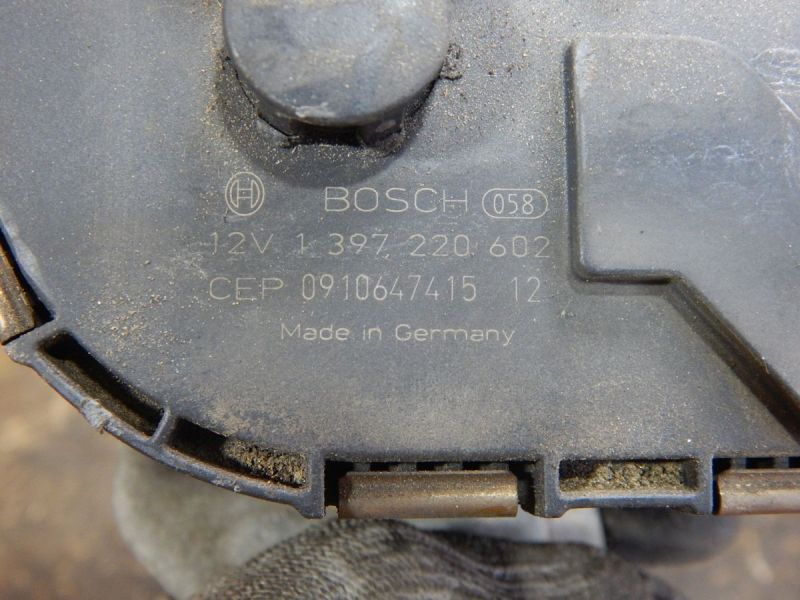 BOSCH 058
12V 1 397 220 602
CEP 0910647415 12
Made in Germany